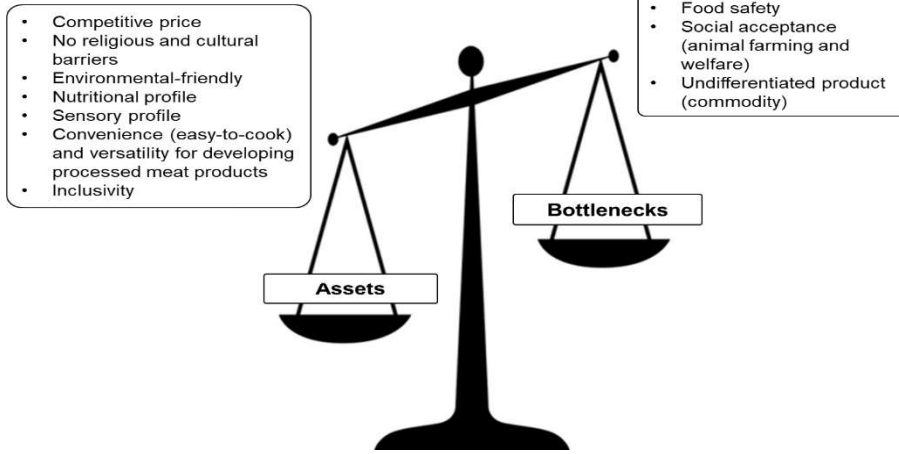 • Competitive price
• No religious and cultural
barriers
• Environmental-friendly
• Nutritional profile
• Sensory profile
• Convenience (easy-to-cook)
and versatility for developing
processed meat products
• Inclusivity
• Food safety
• Social acceptance
(animal farming and
welfare)
• Undifferentiated product
(commodity)
Bottlenecks
Assets